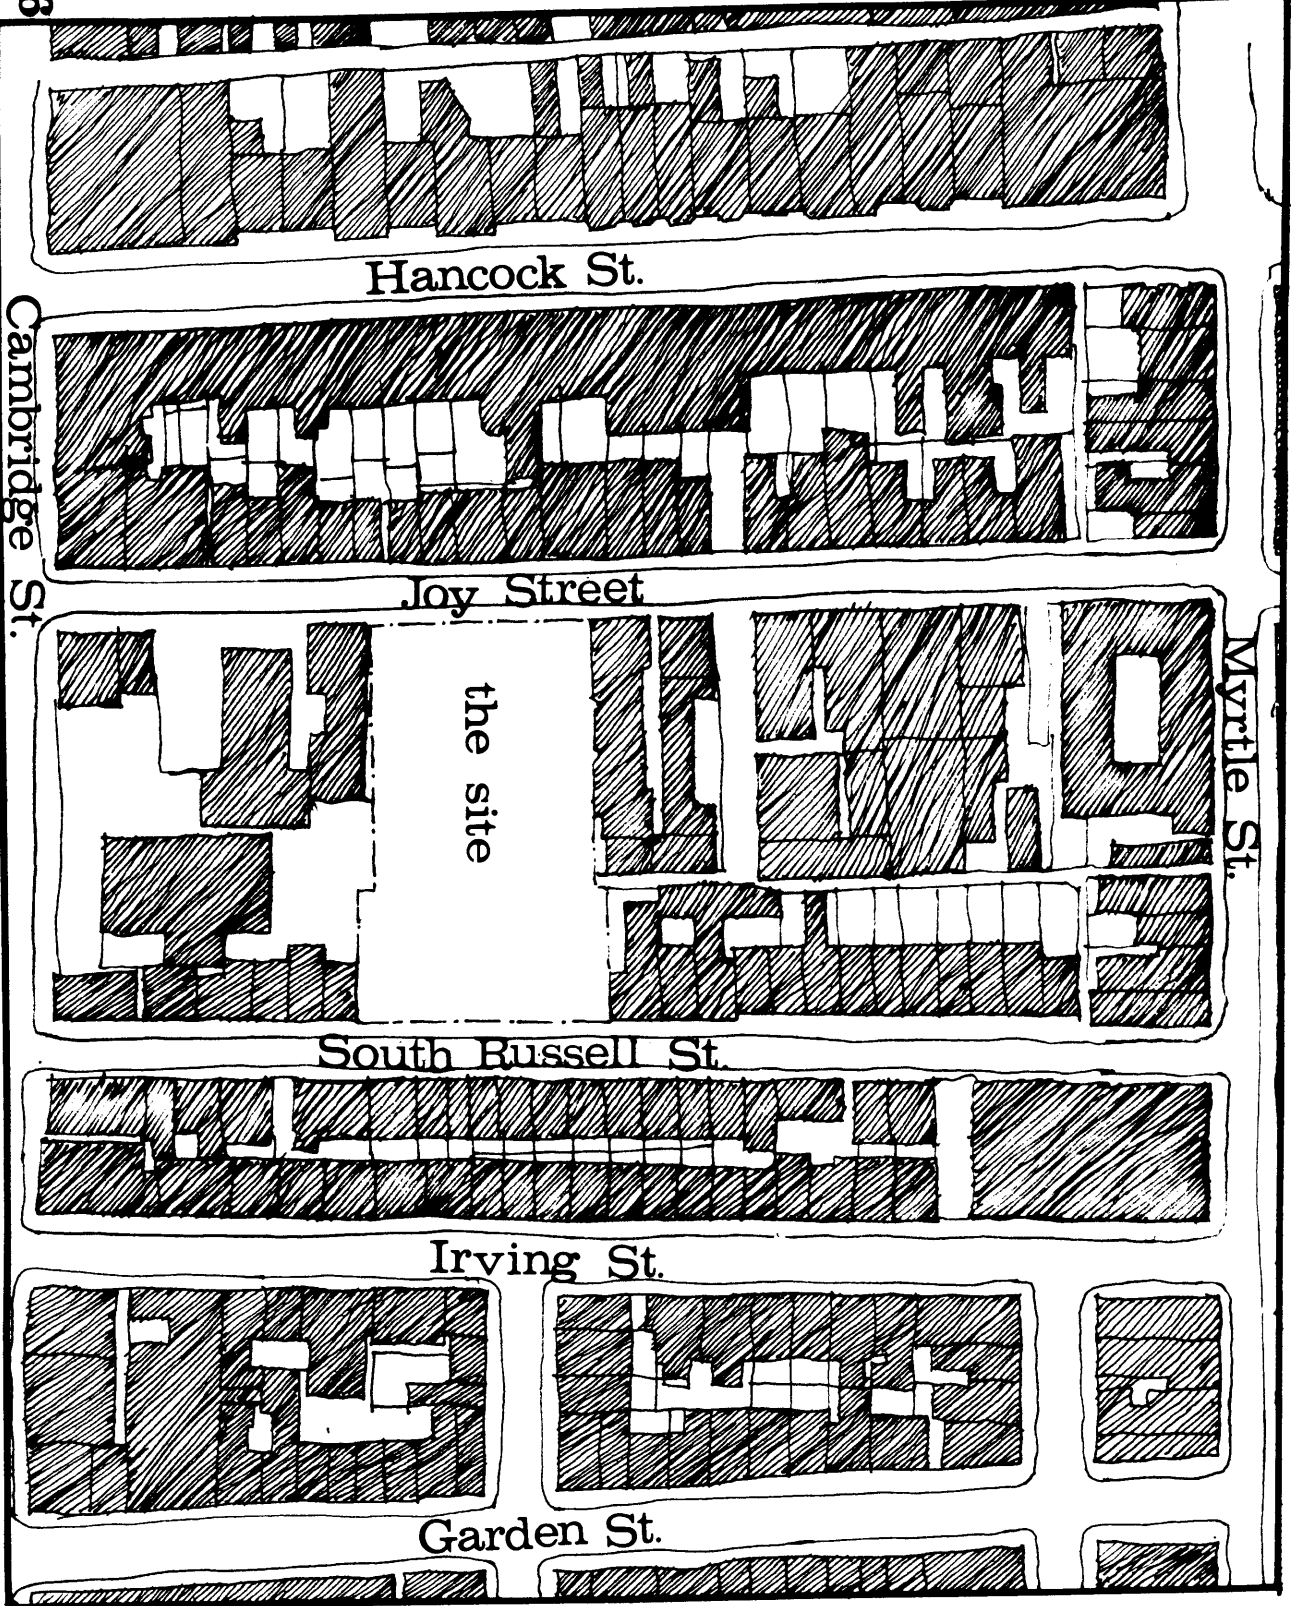 Hancock St.
Cambridge St.
Joy Street
the site
Myrtle St.
South Russell St.
Irving St.
Garden St.